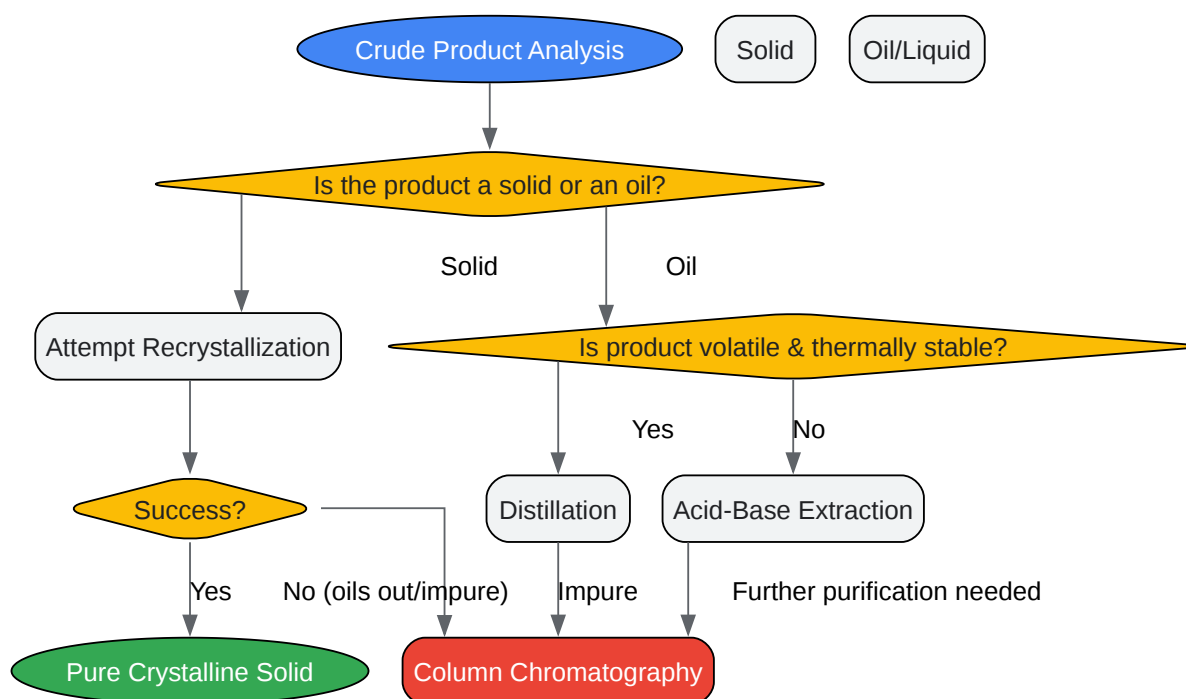 Crude Product Analysis
Solid
Oil/Liquid
Is the product a solid or an oil?
Solid
Oil
Attempt Recrystallization
Is product volatile & thermally stable?
Yes
No
Success?
Distillation
Acid-Base Extraction
Yes
No (oils out/impure)
Impure
Further purification needed
Pure Crystalline Solid
Column Chromatography